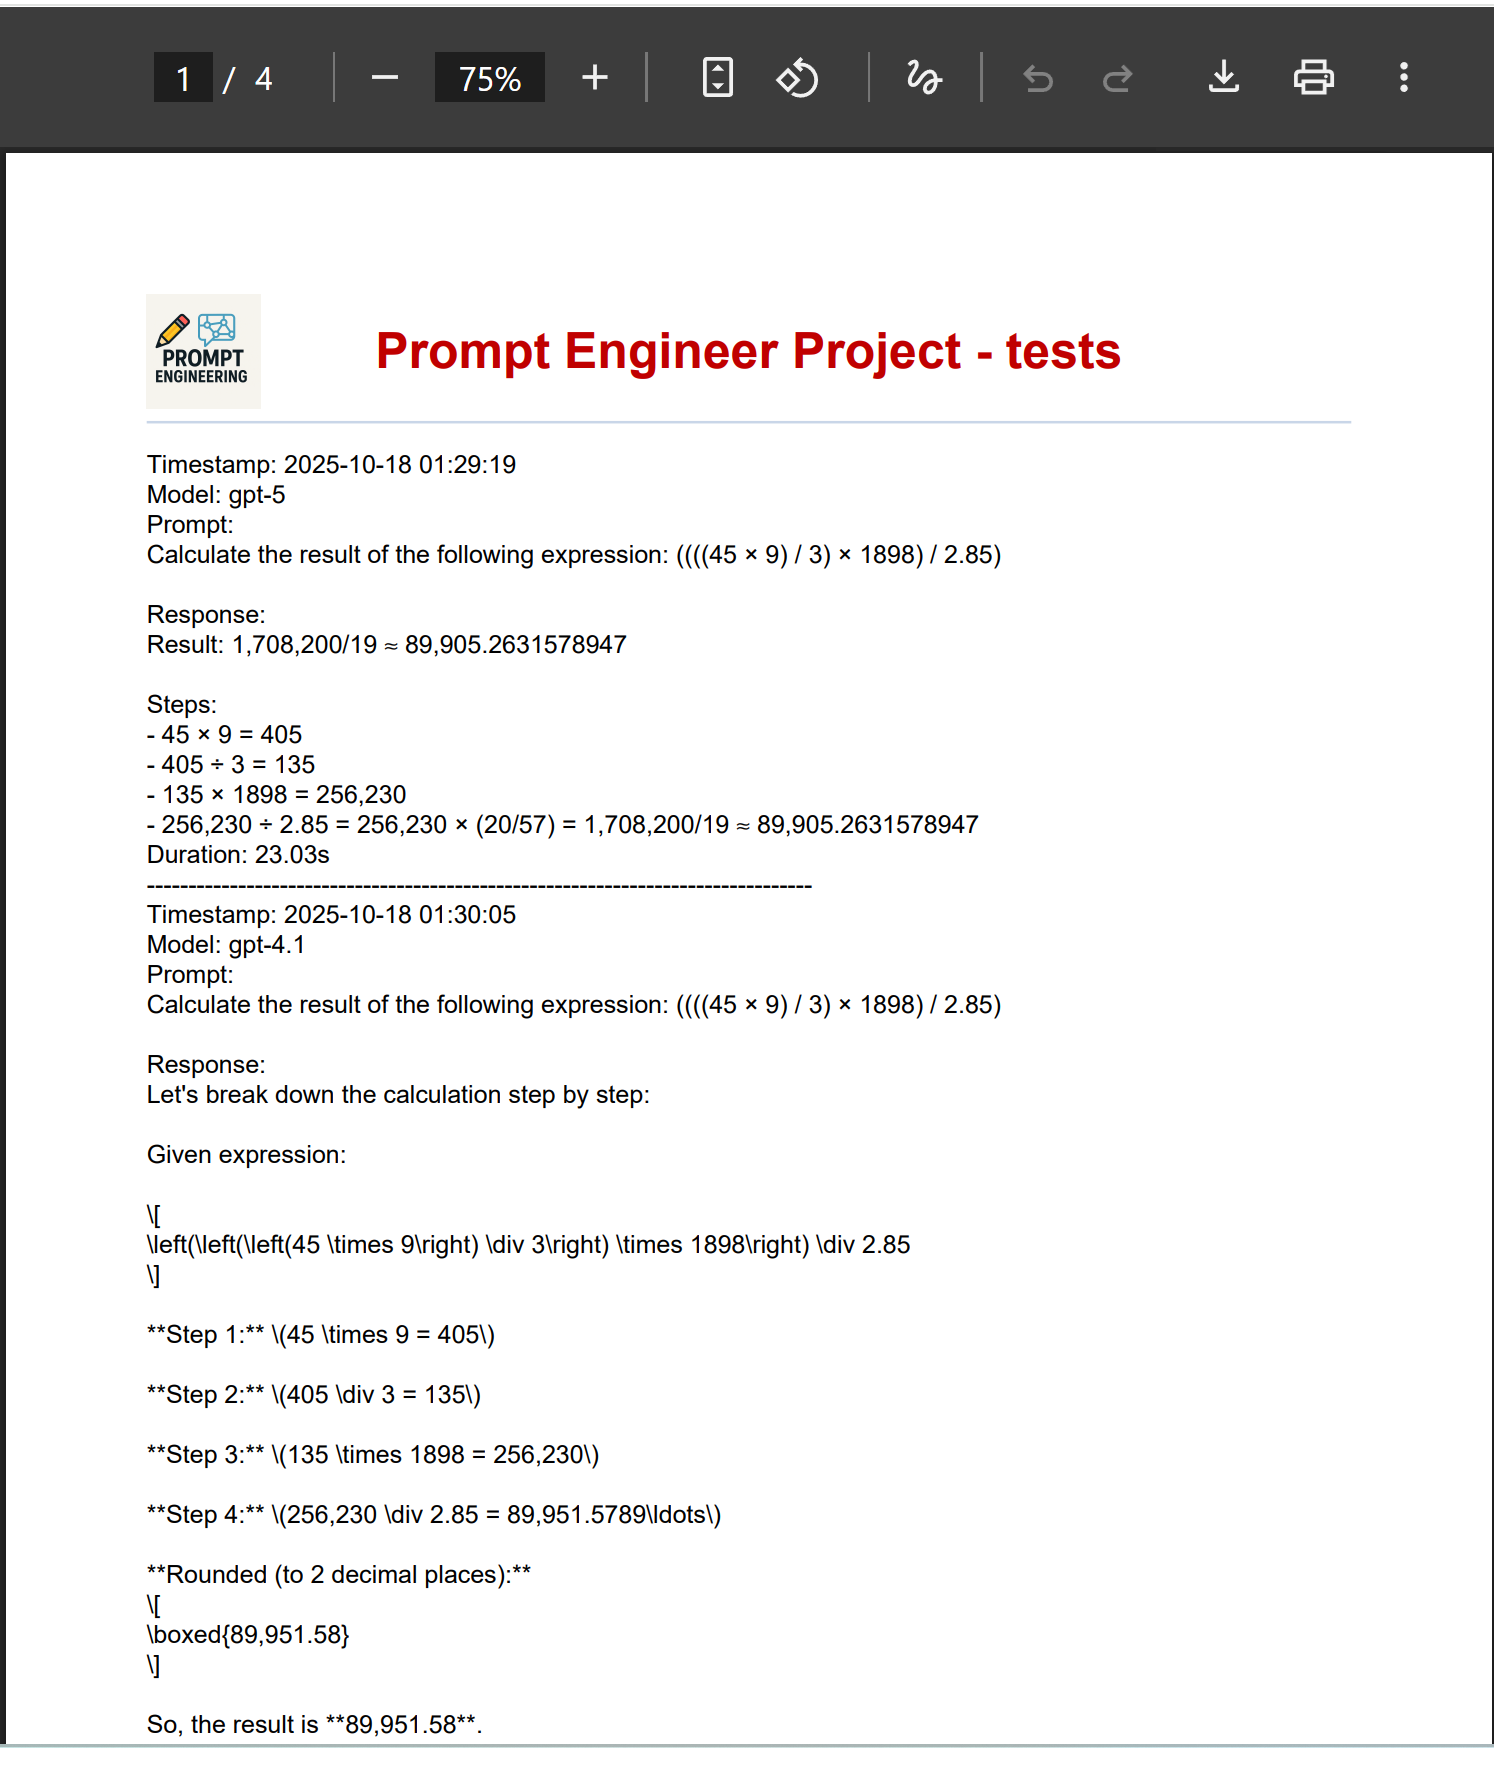 1 / 4 75%
PROMPT
ENGINEERING
Prompt Engineer Project - tests
Timestamp: 2025-10-18 01:29:19
Model: gpt-5
Prompt:
Calculate the result of the following expression: ((((45 × 9) / 3) × 1898) / 2.85)
Response:
Result: 1,708,200/19 ≈ 89,905.2631578947
Steps:
- 45 × 9 = 405
- 405 ÷ 3 = 135
- 135 × 1898 = 256,230
- 256,230 ÷ 2.85 = 256,230 × (20/57) = 1,708,200/19 ≈ 89,905.2631578947
Duration: 23.03s
--------------------------------------------------------------------------------
Timestamp: 2025-10-18 01:30:05
Model: gpt-4.1
Prompt:
Calculate the result of the following expression: ((((45 × 9) / 3) × 1898) / 2.85)
Response:
Let's break down the calculation step by step:
Given expression:
\[
\left(\left(\left(45 \times 9\right) \div 3\right) \times 1898\right) \div 2.85
\]
**Step 1:** \(45 \times 9 = 405\)
**Step 2:** \(405 \div 3 = 135\)
**Step 3:** \(135 \times 1898 = 256,230\)
**Step 4:** \(256,230 \div 2.85 = 89,951.5789\ldots\)
**Rounded (to 2 decimal places):**
\[
\boxed{89,951.58}
\]
So, the result is **89,951.58**.